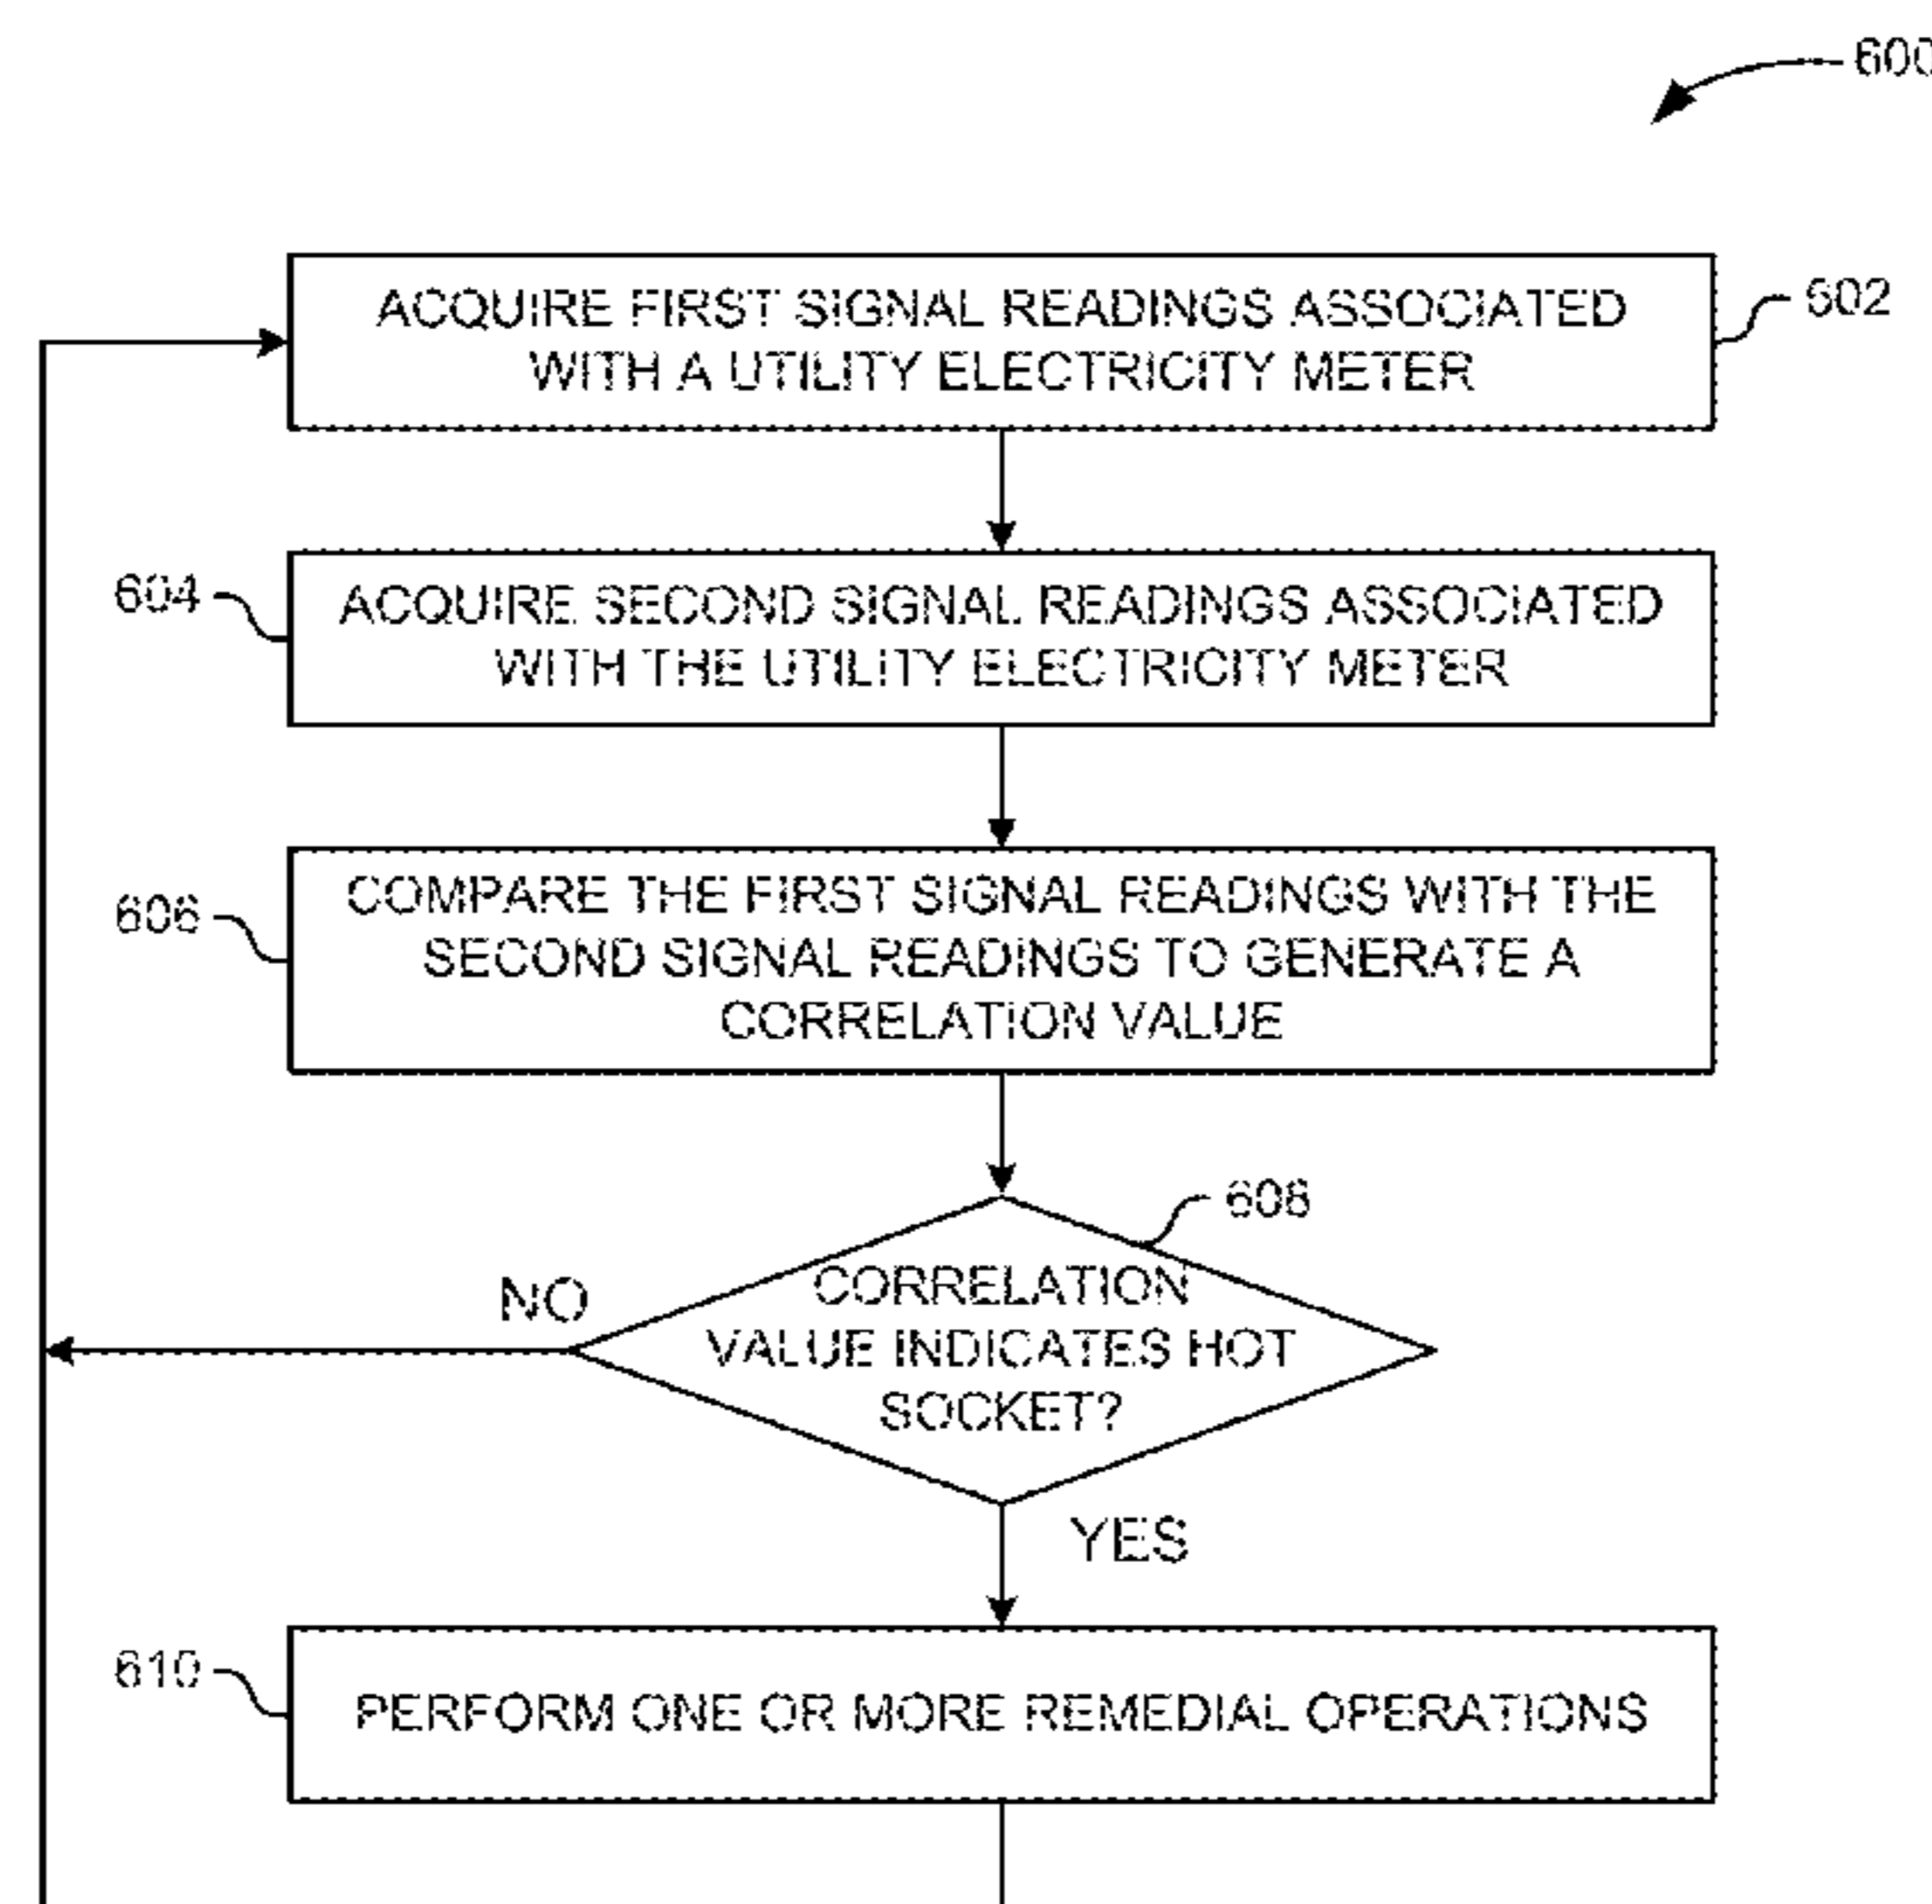 600
ACQUIRE FIRST SIGNAL READINGS ASSOCIATED
WITH A UTILITY ELECTRICITY METER
602
604
ACQUIRE SECOND SIGNAL READINGS ASSOCIATED
WITH THE UTILITY ELECTRICITY METER
606
COMPARE THE FIRST SIGNAL READINGS WITH THE
SECOND SIGNAL READINGS TO GENERATE A
CORRELATION VALUE
608
NO
CORRELATION
VALUE INDICATES HOT
SOCKET?
YES
610
PERFORM ONE OR MORE REMEDIAL OPERATIONS